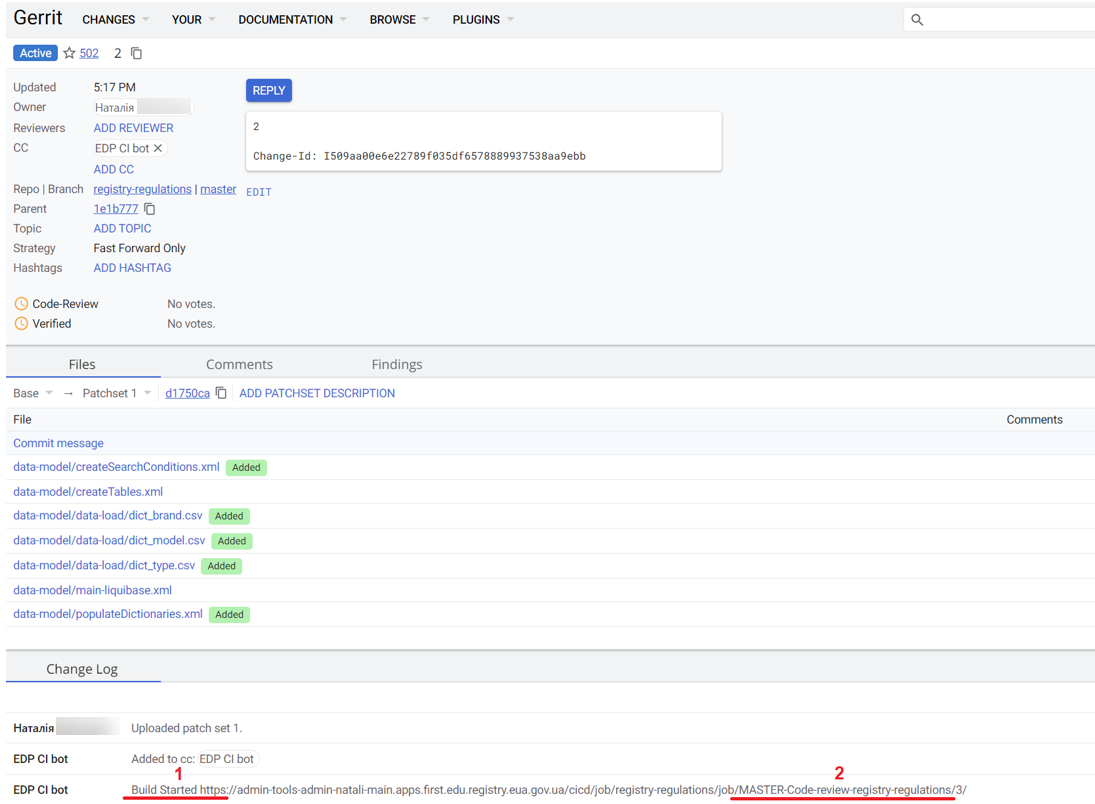 Gerrit CHANGES YOUR DOCUMENTATION BROWSE PLUGINS
Active 502 2
Updated 5:17 PM
REPLY
Owner Наталія
Reviewers ADD REVIEWER
CC EDP CI bot
ADD CC
2
Change-Id: I509aa00e6e22789f035df6578889937538aa9ebb
Repo | Branch registry-regulations | master
EDIT
Parent 1e1b777
Topic ADD TOPIC
Strategy Fast Forward Only
Hashtags ADD HASHTAG
Code-Review No votes.
Verified No votes.
Files Comments Findings
Base → Patchset 1 d1750ca ADD PATCHSET DESCRIPTION
File Comments
Commit message
data-model/createSearchConditions.xml Added
data-model/createTables.xml
data-model/data-load/dict_brand.csv Added
data-model/data-load/dict_model.csv Added
data-model/data-load/dict_type.csv Added
data-model/main-liquibase.xml
data-model/populateDictionaries.xml Added
Change Log
Наталія Uploaded patch set 1.
EDP CI bot Added to cc: EDP CI bot
1 2
EDP CI bot Build Started https://admin-tools-admin-natali-main.apps.first.edu.registry.eua.gov.ua/cicd/job/registry-regulations/job/MASTER-Code-review-registry-regulations/3/